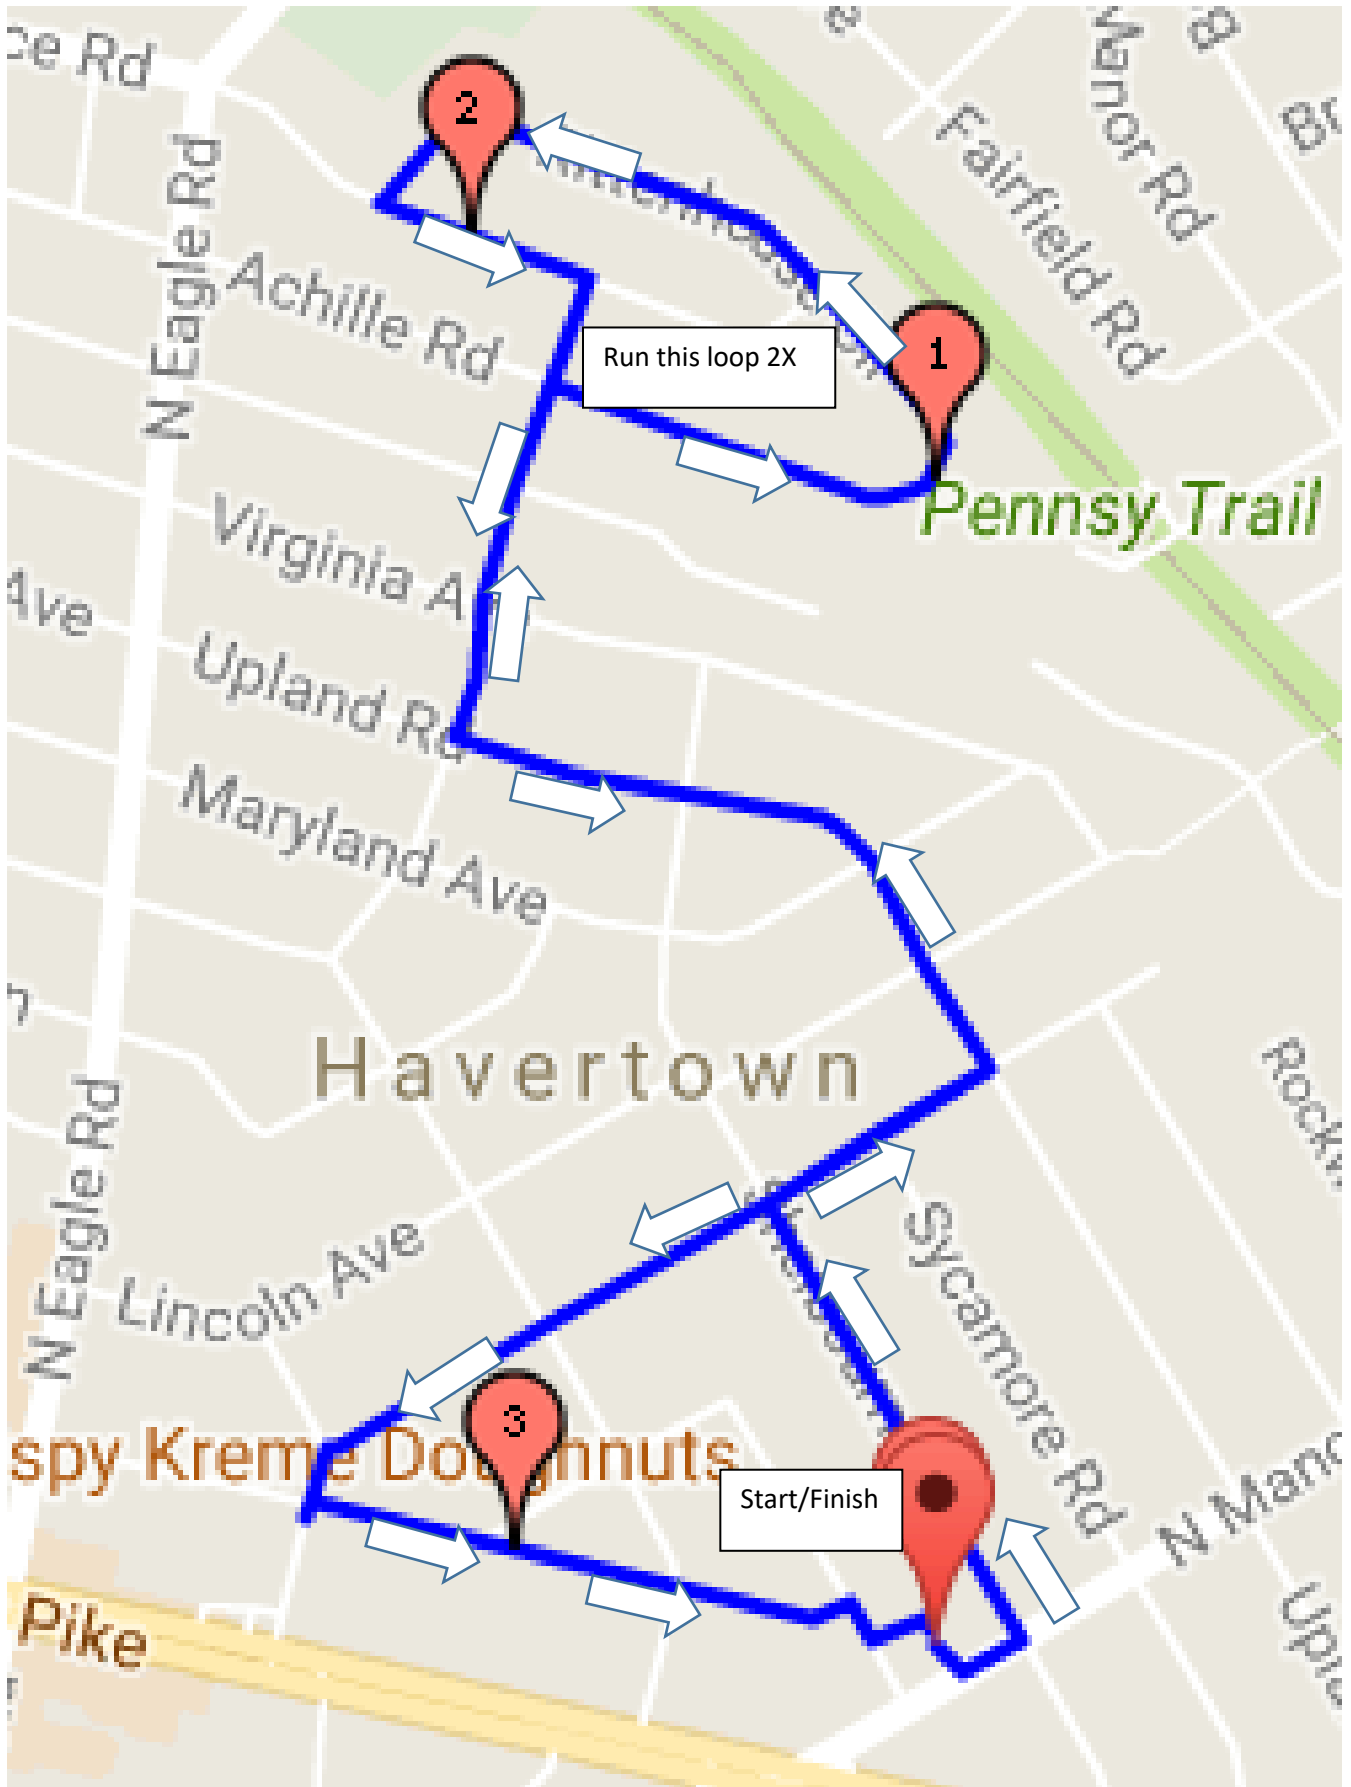 ce Rd
2
Manor Rd
Fairfield Rd
N Eagle Rd
Achille Rd
Run this loop 2X
1
Pennsy Trail
Virginia A
Ave
Upland Rd
Maryland Ave
Havertown
N Eagle Rd
Lincoln Ave
Sycamore Rd
3
spy Kreme Doughnuts
Start/Finish
N Mano
Pike